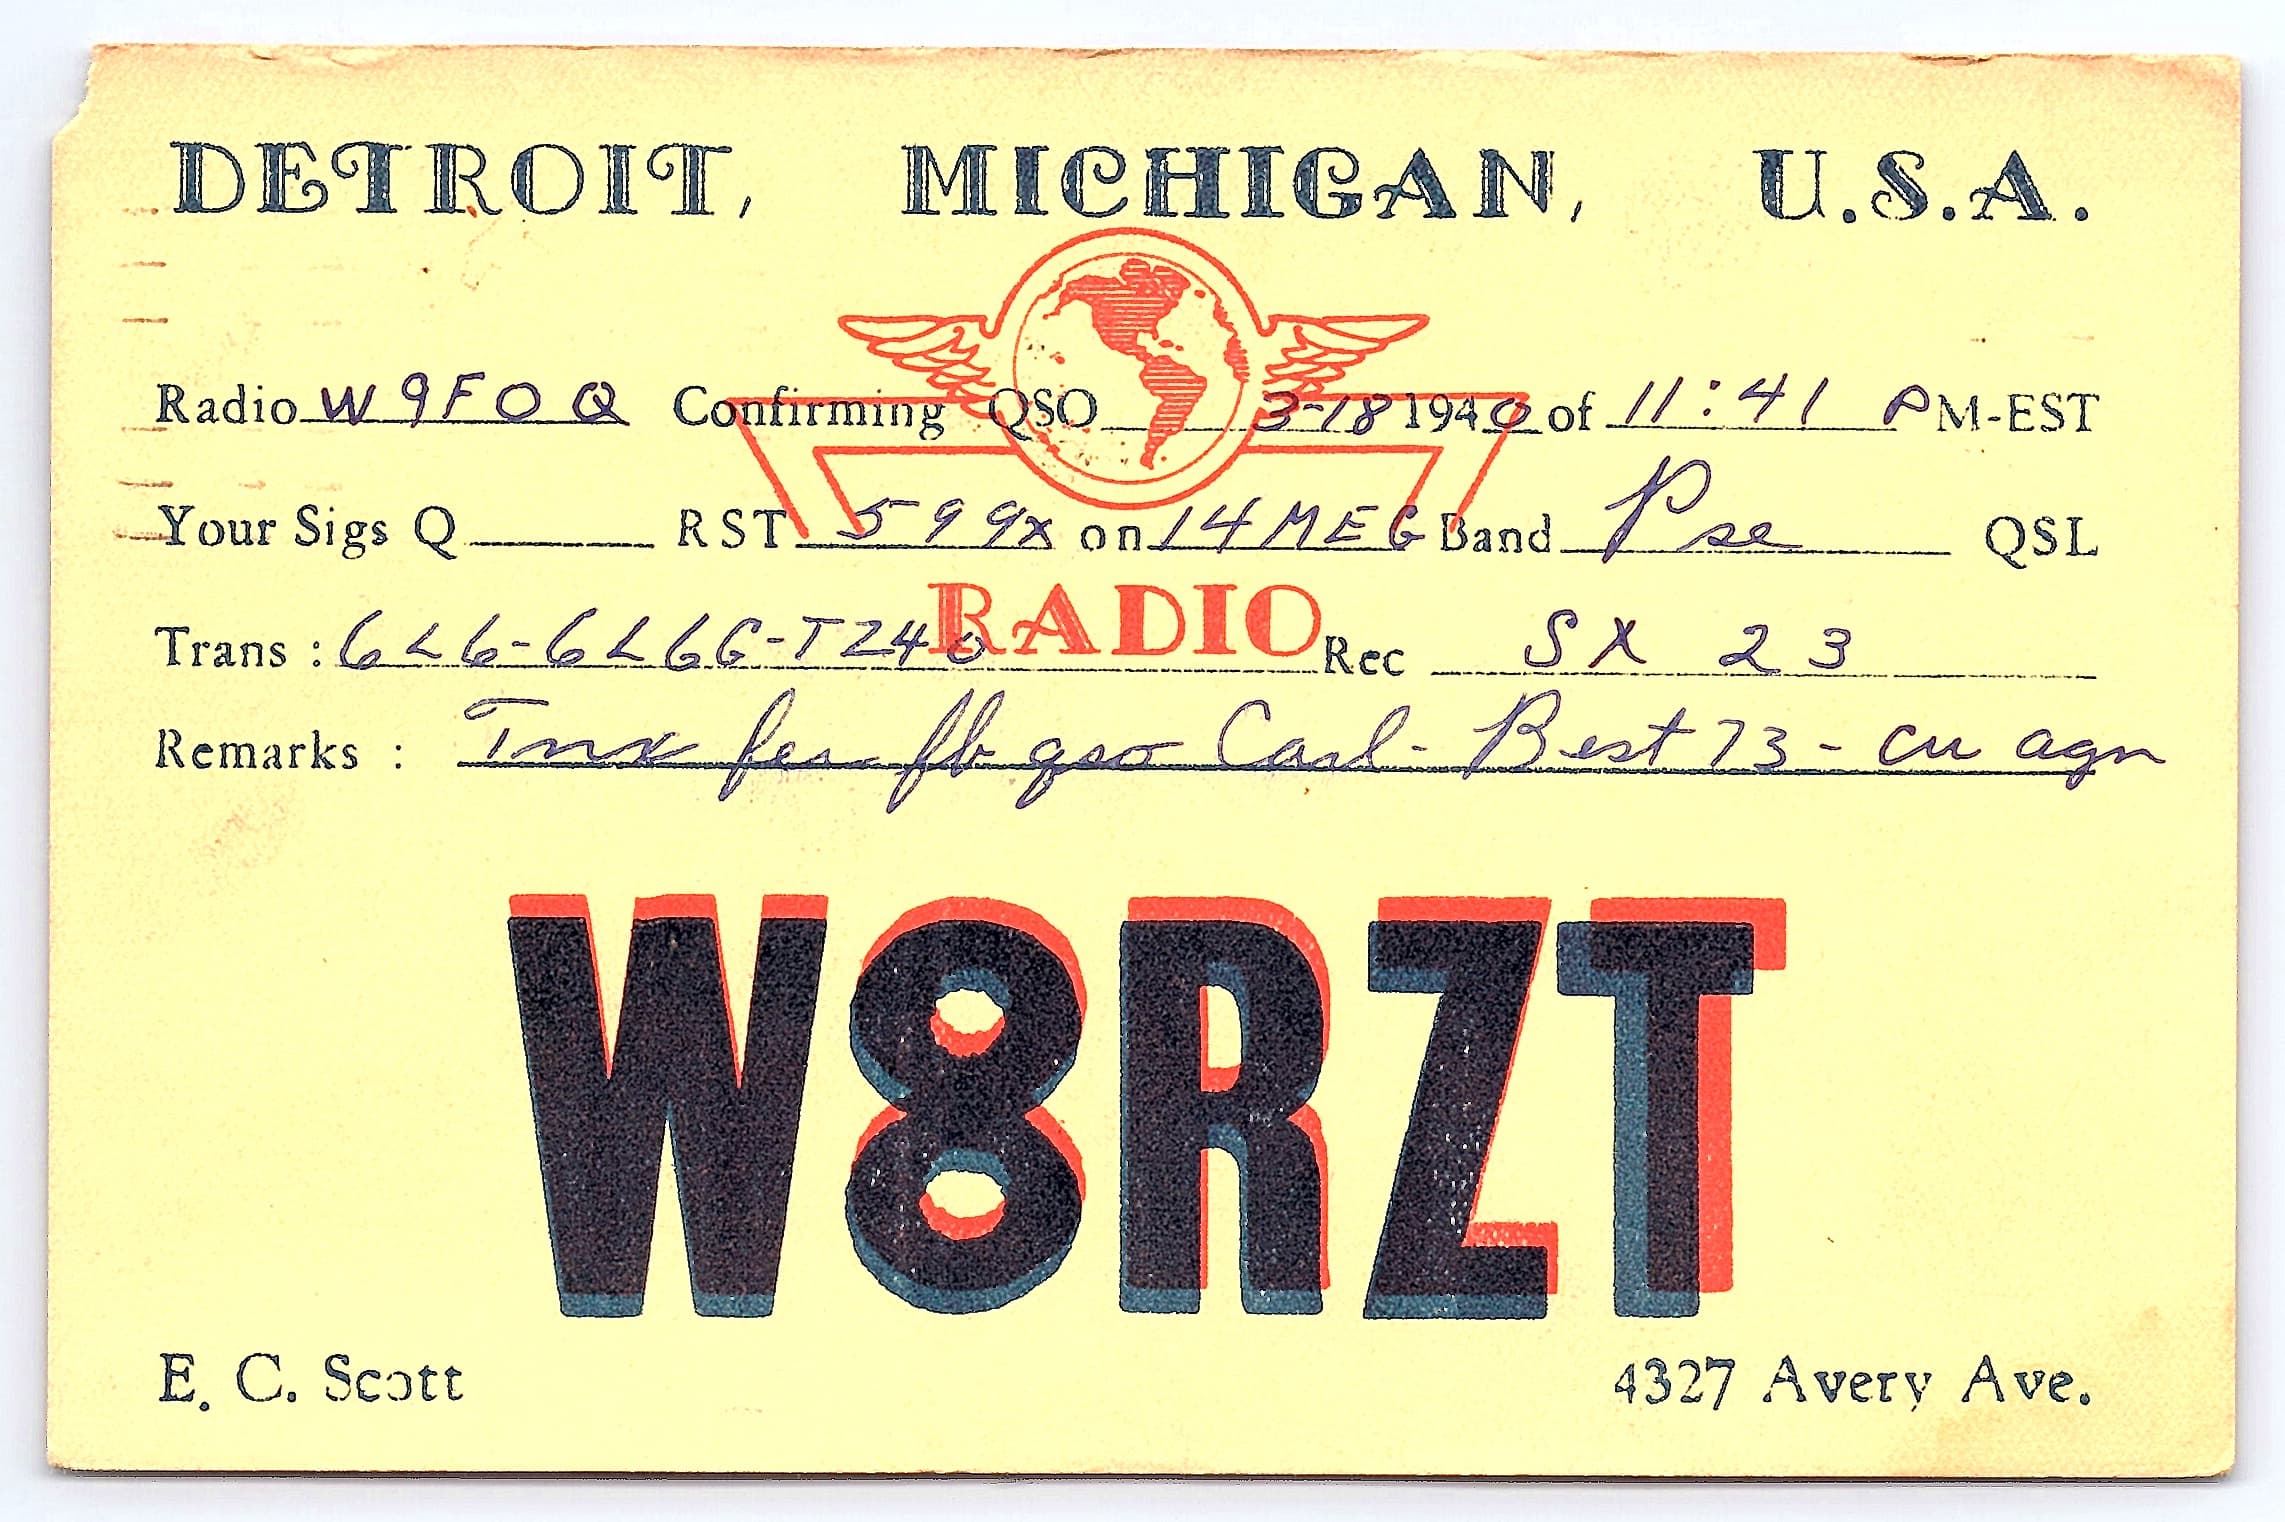 DETROIT, MICHIGAN, U.S.A.
Radio W9FOQ Confirming QSO 3-18 1940 of 11:41 PM-EST
Your Sigs Q RST 599x on 14 MEG Band Pse QSL
RADIO
Trans : 6L6-6L6G-TZ40 Rec SX 23
Remarks : Tnx fer fb qso Carl - Best 73 - cu agn
W8RZT
E. C. Scott 4327 Avery Ave.